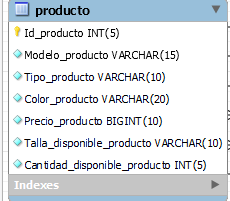 producto
Id_producto INT(5)
Modelo_producto VARCHAR(15)
Tipo_producto VARCHAR(10)
Color_producto VARCHAR(20)
Precio_producto BIGINT(10)
Talla_disponible_producto VARCHAR(10)
Cantidad_disponible_producto INT(5)
Indexes